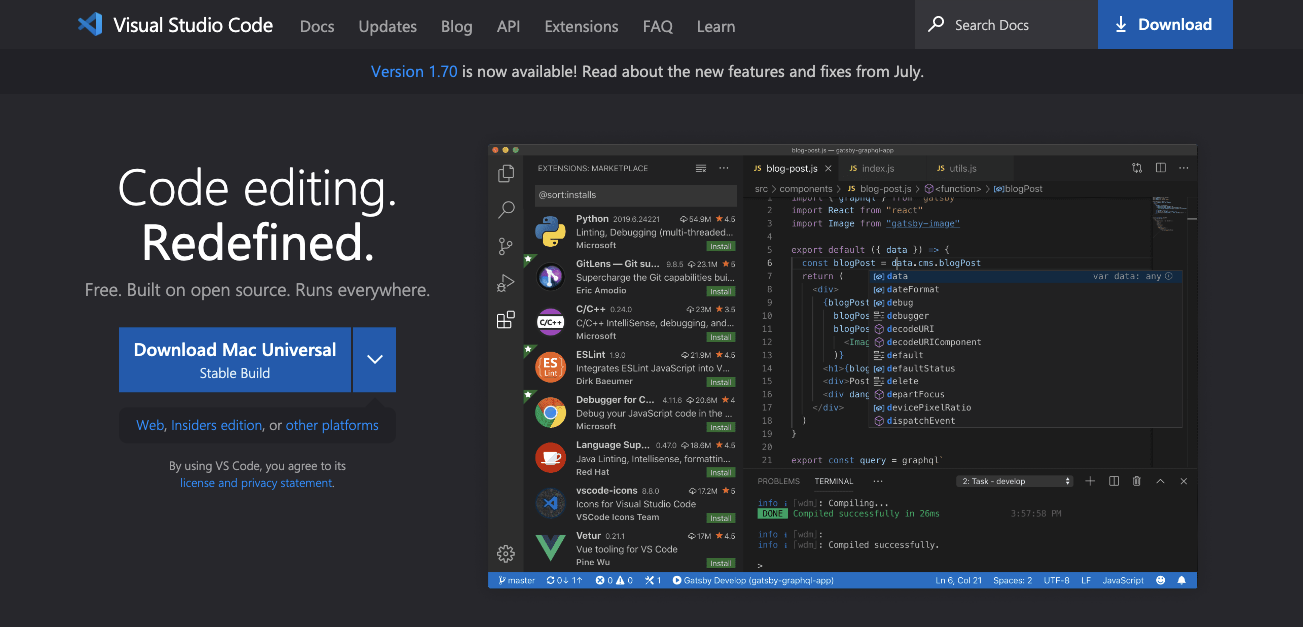 Visual Studio Code Docs Updates Blog API Extensions FAQ Learn Search Docs Download
Version 1.70 is now available! Read about the new features and fixes from July.
Code editing.
Redefined.
Free. Built on open source. Runs everywhere.
Download Mac Universal
Stable Build
Web, Insiders edition, or other platforms
By using VS Code, you agree to its
license and privacy statement.
blog-post.js — gatsby-graphql-app
EXTENSIONS: MARKETPLACE
@sort:installs
Python 2019.6.24221 54.9M 4.5
Linting, Debugging (multi-threaded...
Microsoft Install
GitLens — Git su... 9.8.5 23.1M 5
Supercharge the Git capabilities bui...
Eric Amodio Install
C/C++ 0.24.0 23M 3.5
C/C++ IntelliSense, debugging, and...
Microsoft Install
ESLint 1.9.0 21.9M 4.5
Integrates ESLint JavaScript into V...
Dirk Baeumer Install
Debugger for C... 4.11.6 20.6M 4
Debug your JavaScript code in the ...
Microsoft Install
Language Sup... 0.47.0 18.6M 4.5
Java Linting, Intellisense, formattin...
Red Hat Install
vscode-icons 8.8.0 17.2M 5
Icons for Visual Studio Code
VSCode Icons Team Install
Vetur 0.21.1 17M 4.5
Vue tooling for VS Code
Pine Wu Install
C/C++
ES
Lint
JS blog-post.js JS index.js JS utils.js
src > components > JS blog-post.js > <function> > blogPost
1 import { graphql } from "gatsby"
2 import React from "react"
3 import Image from "gatsby-image"
4
5 export default ({ data }) => {
6 const blogPost = data.cms.blogPost
7 return (
8 <div>
9 {blogPost
10 blogPos
11 blogPos
12 <Imag
13 )}
14 <h1>{blog
15 <div>Post
16 <div dang
17 </div>
18 )
19 }
20
21 export const query = graphql`
data var data: any
dateFormat
debug
debugger
decodeURI
decodeURIComponent
default
defaultStatus
delete
departFocus
devicePixelRatio
dispatchEvent
PROBLEMS TERMINAL ... 2: Task - develop
info [wdm]: Compiling...
DONE Compiled successfully in 26ms 3:57:58 PM
info [wdm]:
info [wdm]: Compiled successfully.
>
master 0↓ 1↑ 0 0 1 Gatsby Develop (gatsby-graphql-app) Ln 6, Col 21 Spaces: 2 UTF-8 LF JavaScript